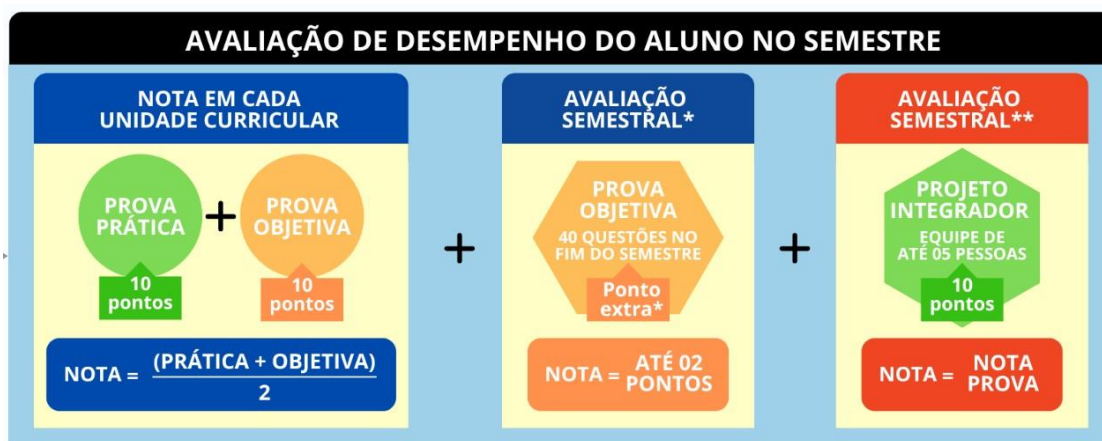 AVALIAÇÃO DE DESEMPENHO DO ALUNO NO SEMESTRE
NOTA EM CADA
UNIDADE CURRICULAR
PROVA
PRÁTICA
+
PROVA
OBJETIVA
10
pontos
10
pontos
NOTA = (PRÁTICA + OBJETIVA)
2
+
AVALIAÇÃO
SEMESTRAL*
PROVA
OBJETIVA
40 QUESTÕES NO
FIM DO SEMESTRE
Ponto
extra*
NOTA = ATÉ 02
PONTOS
+
AVALIAÇÃO
SEMESTRAL**
PROJETO
INTEGRADOR
EQUIPE DE
ATÉ 05 PESSOAS
10
pontos
NOTA = NOTA
PROVA